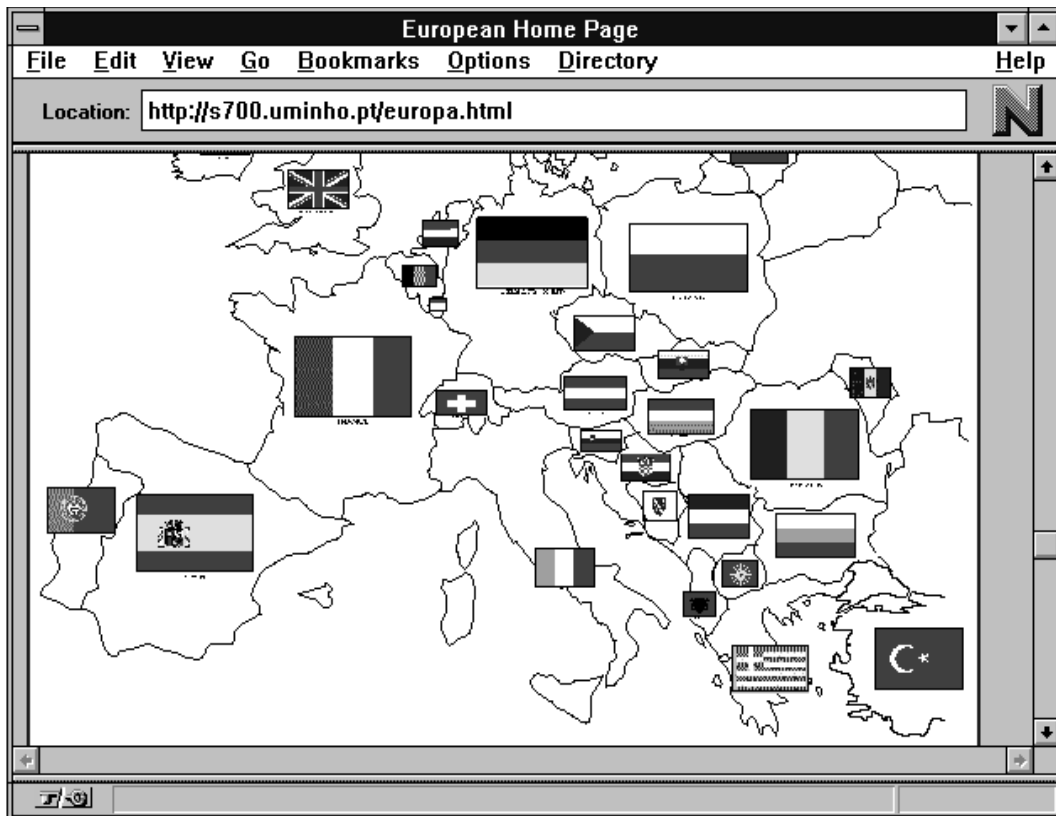 European Home Page
File Edit View Go Bookmarks Options Directory Help
Location: http://s700.uminho.pt/europa.html
N
FRANCE